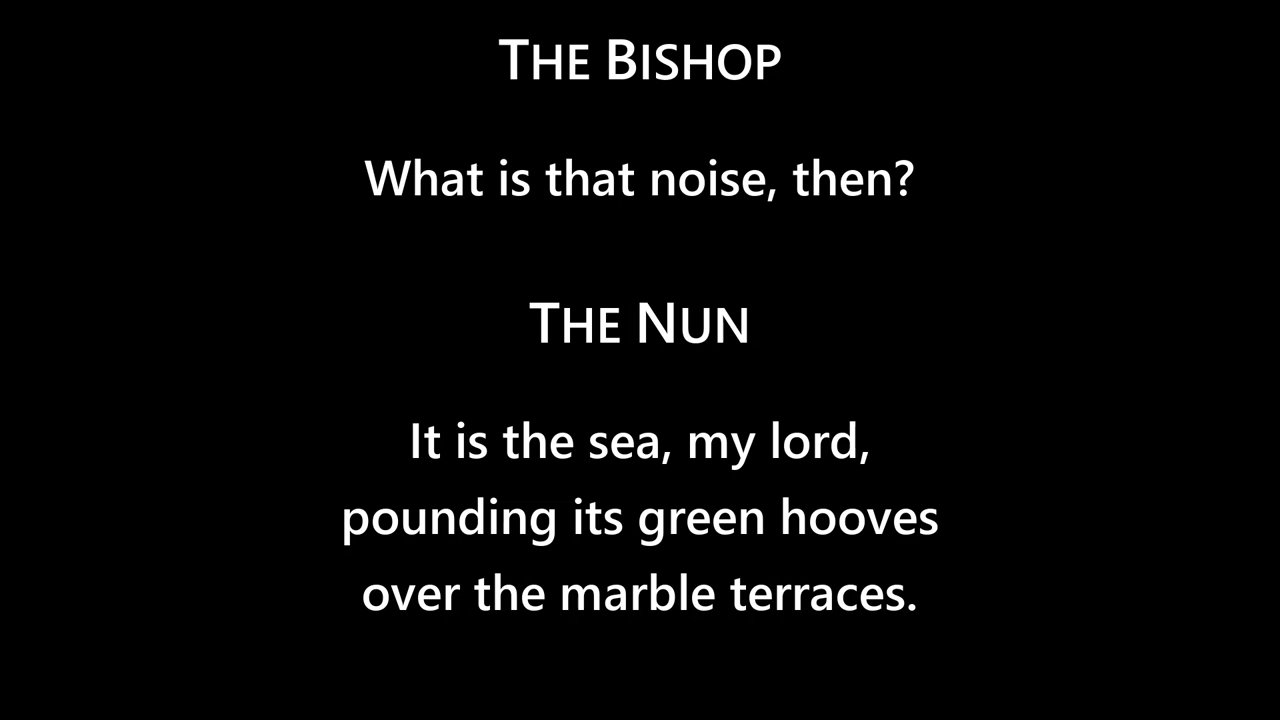 THE BISHOP
What is that noise, then?
THE NUN
It is the sea, my lord,
pounding its green hooves
over the marble terraces.